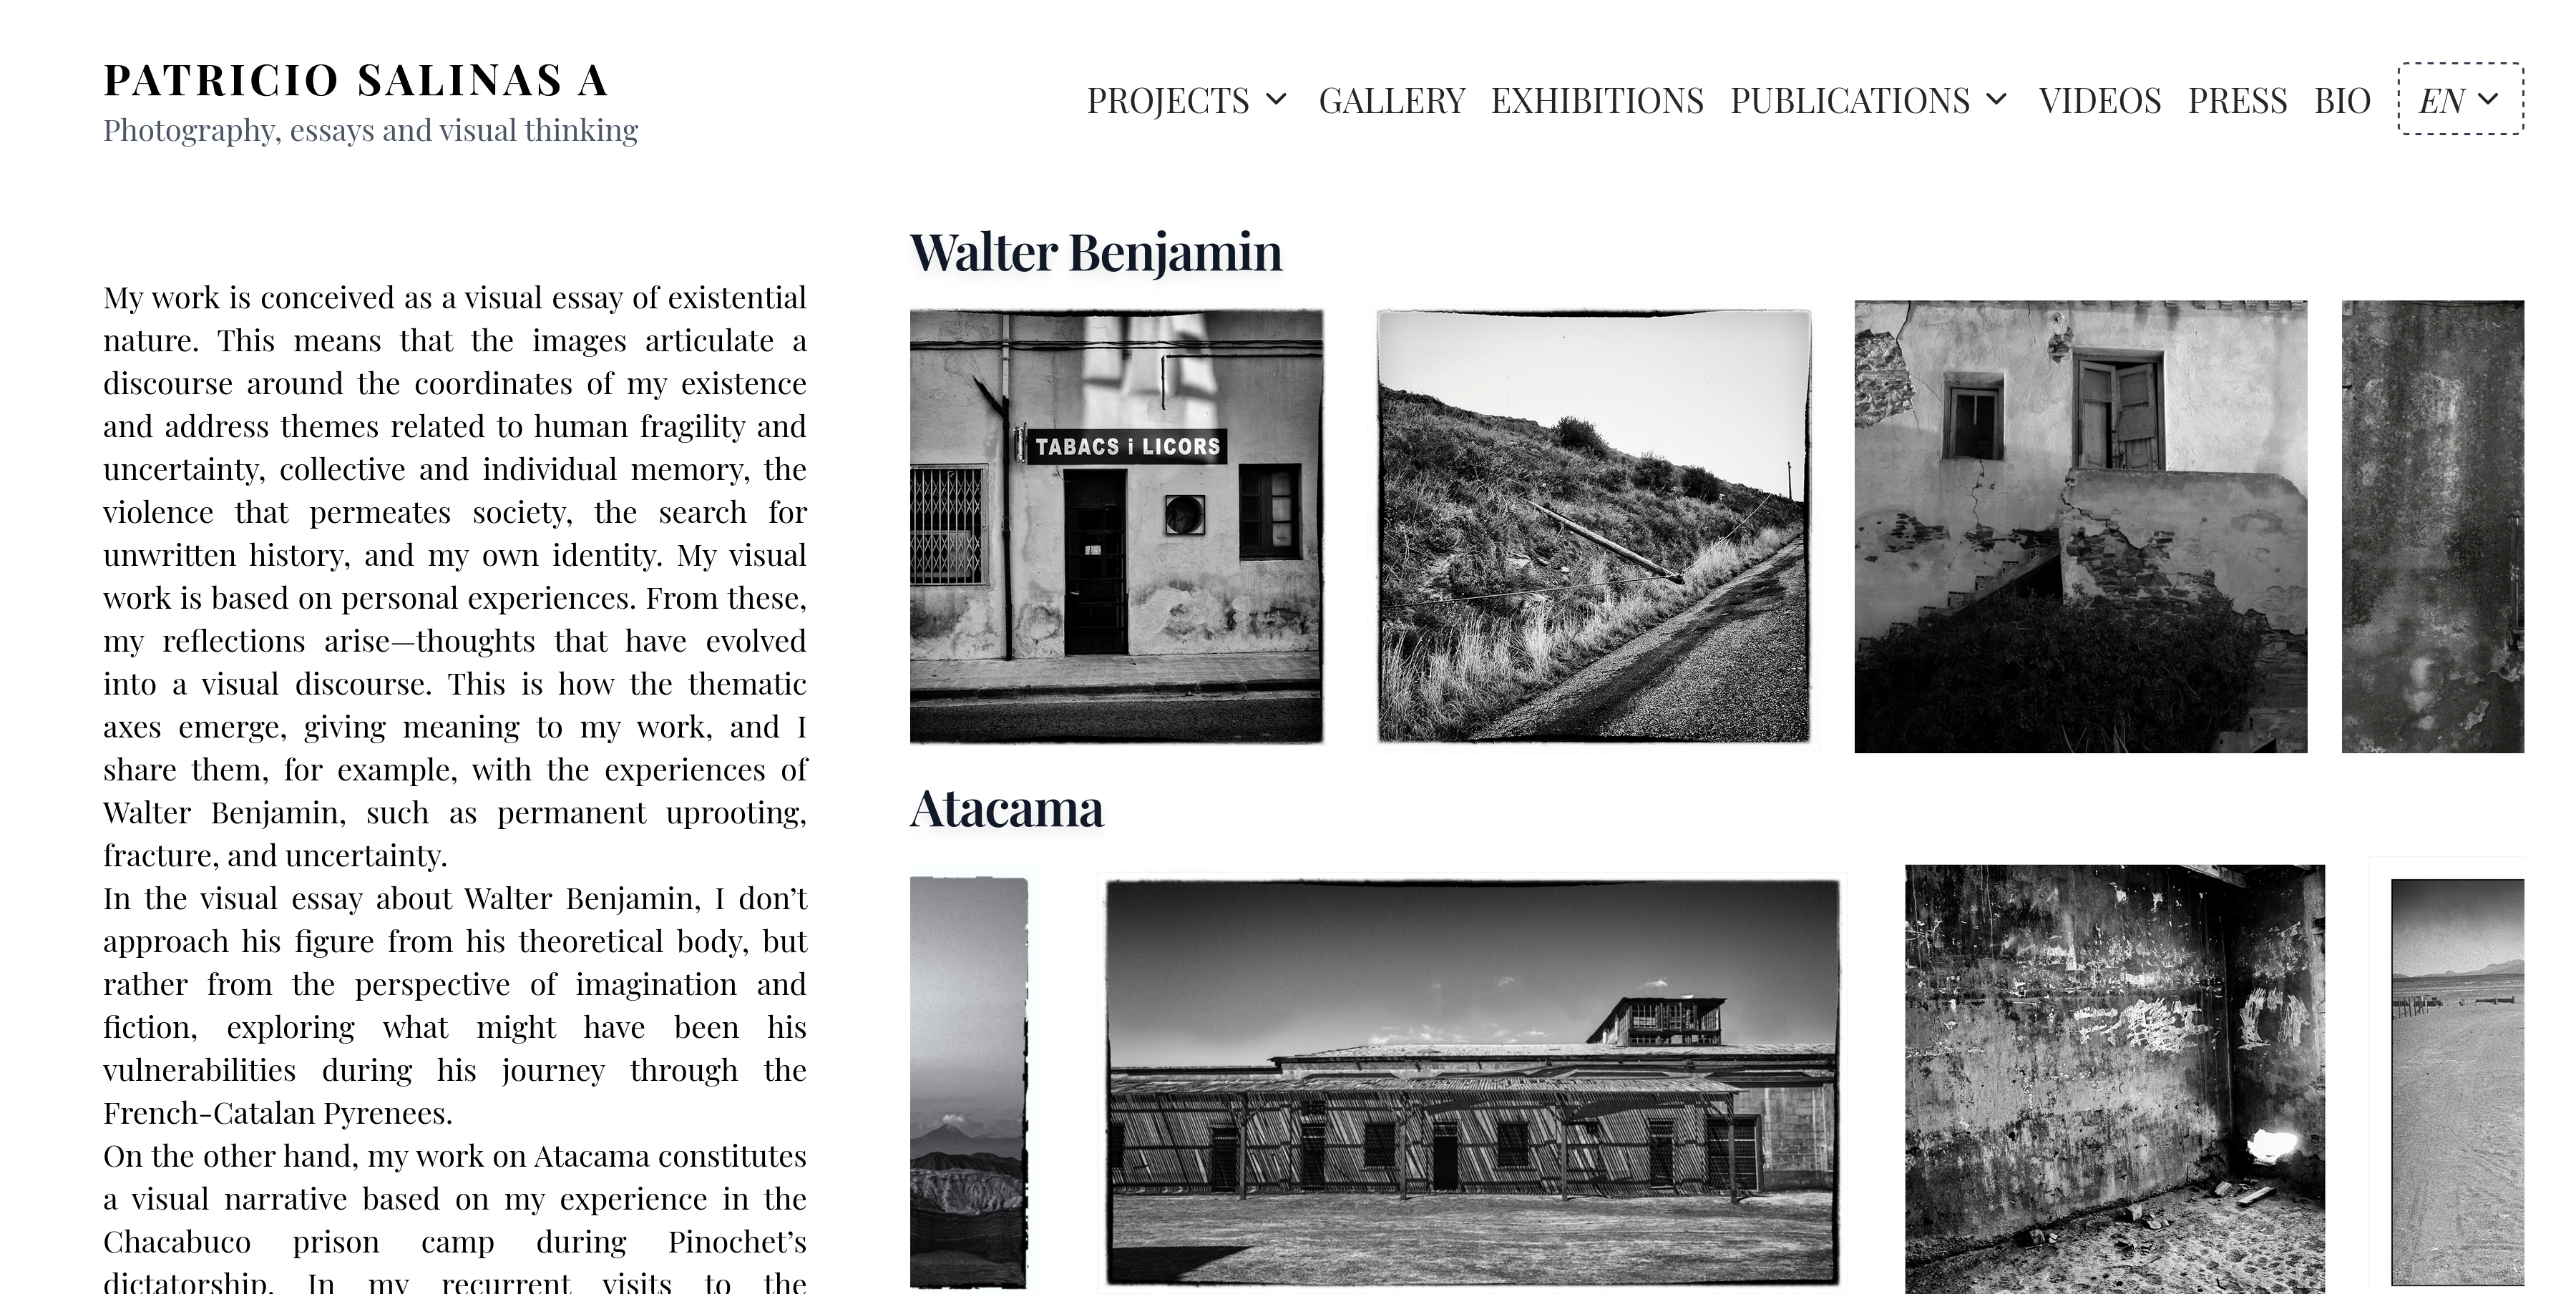 PATRICIO SALINAS A
Photography, essays and visual thinking
PROJECTS GALLERY EXHIBITIONS PUBLICATIONS VIDEOS PRESS BIO EN
My work is conceived as a visual essay of existential
nature. This means that the images articulate a
discourse around the coordinates of my existence
and address themes related to human fragility and
uncertainty, collective and individual memory, the
violence that permeates society, the search for
unwritten history, and my own identity. My visual
work is based on personal experiences. From these,
my reflections arise—thoughts that have evolved
into a visual discourse. This is how the thematic
axes emerge, giving meaning to my work, and I
share them, for example, with the experiences of
Walter Benjamin, such as permanent uprooting,
fracture, and uncertainty.
In the visual essay about Walter Benjamin, I don’t
approach his figure from his theoretical body, but
rather from the perspective of imagination and
fiction, exploring what might have been his
vulnerabilities during his journey through the
French-Catalan Pyrenees.
On the other hand, my work on Atacama constitutes
a visual narrative based on my experience in the
Chacabuco prison camp during Pinochet’s
dictatorship. In my recurrent visits to the
Walter Benjamin
TABACS i LICORS
Atacama